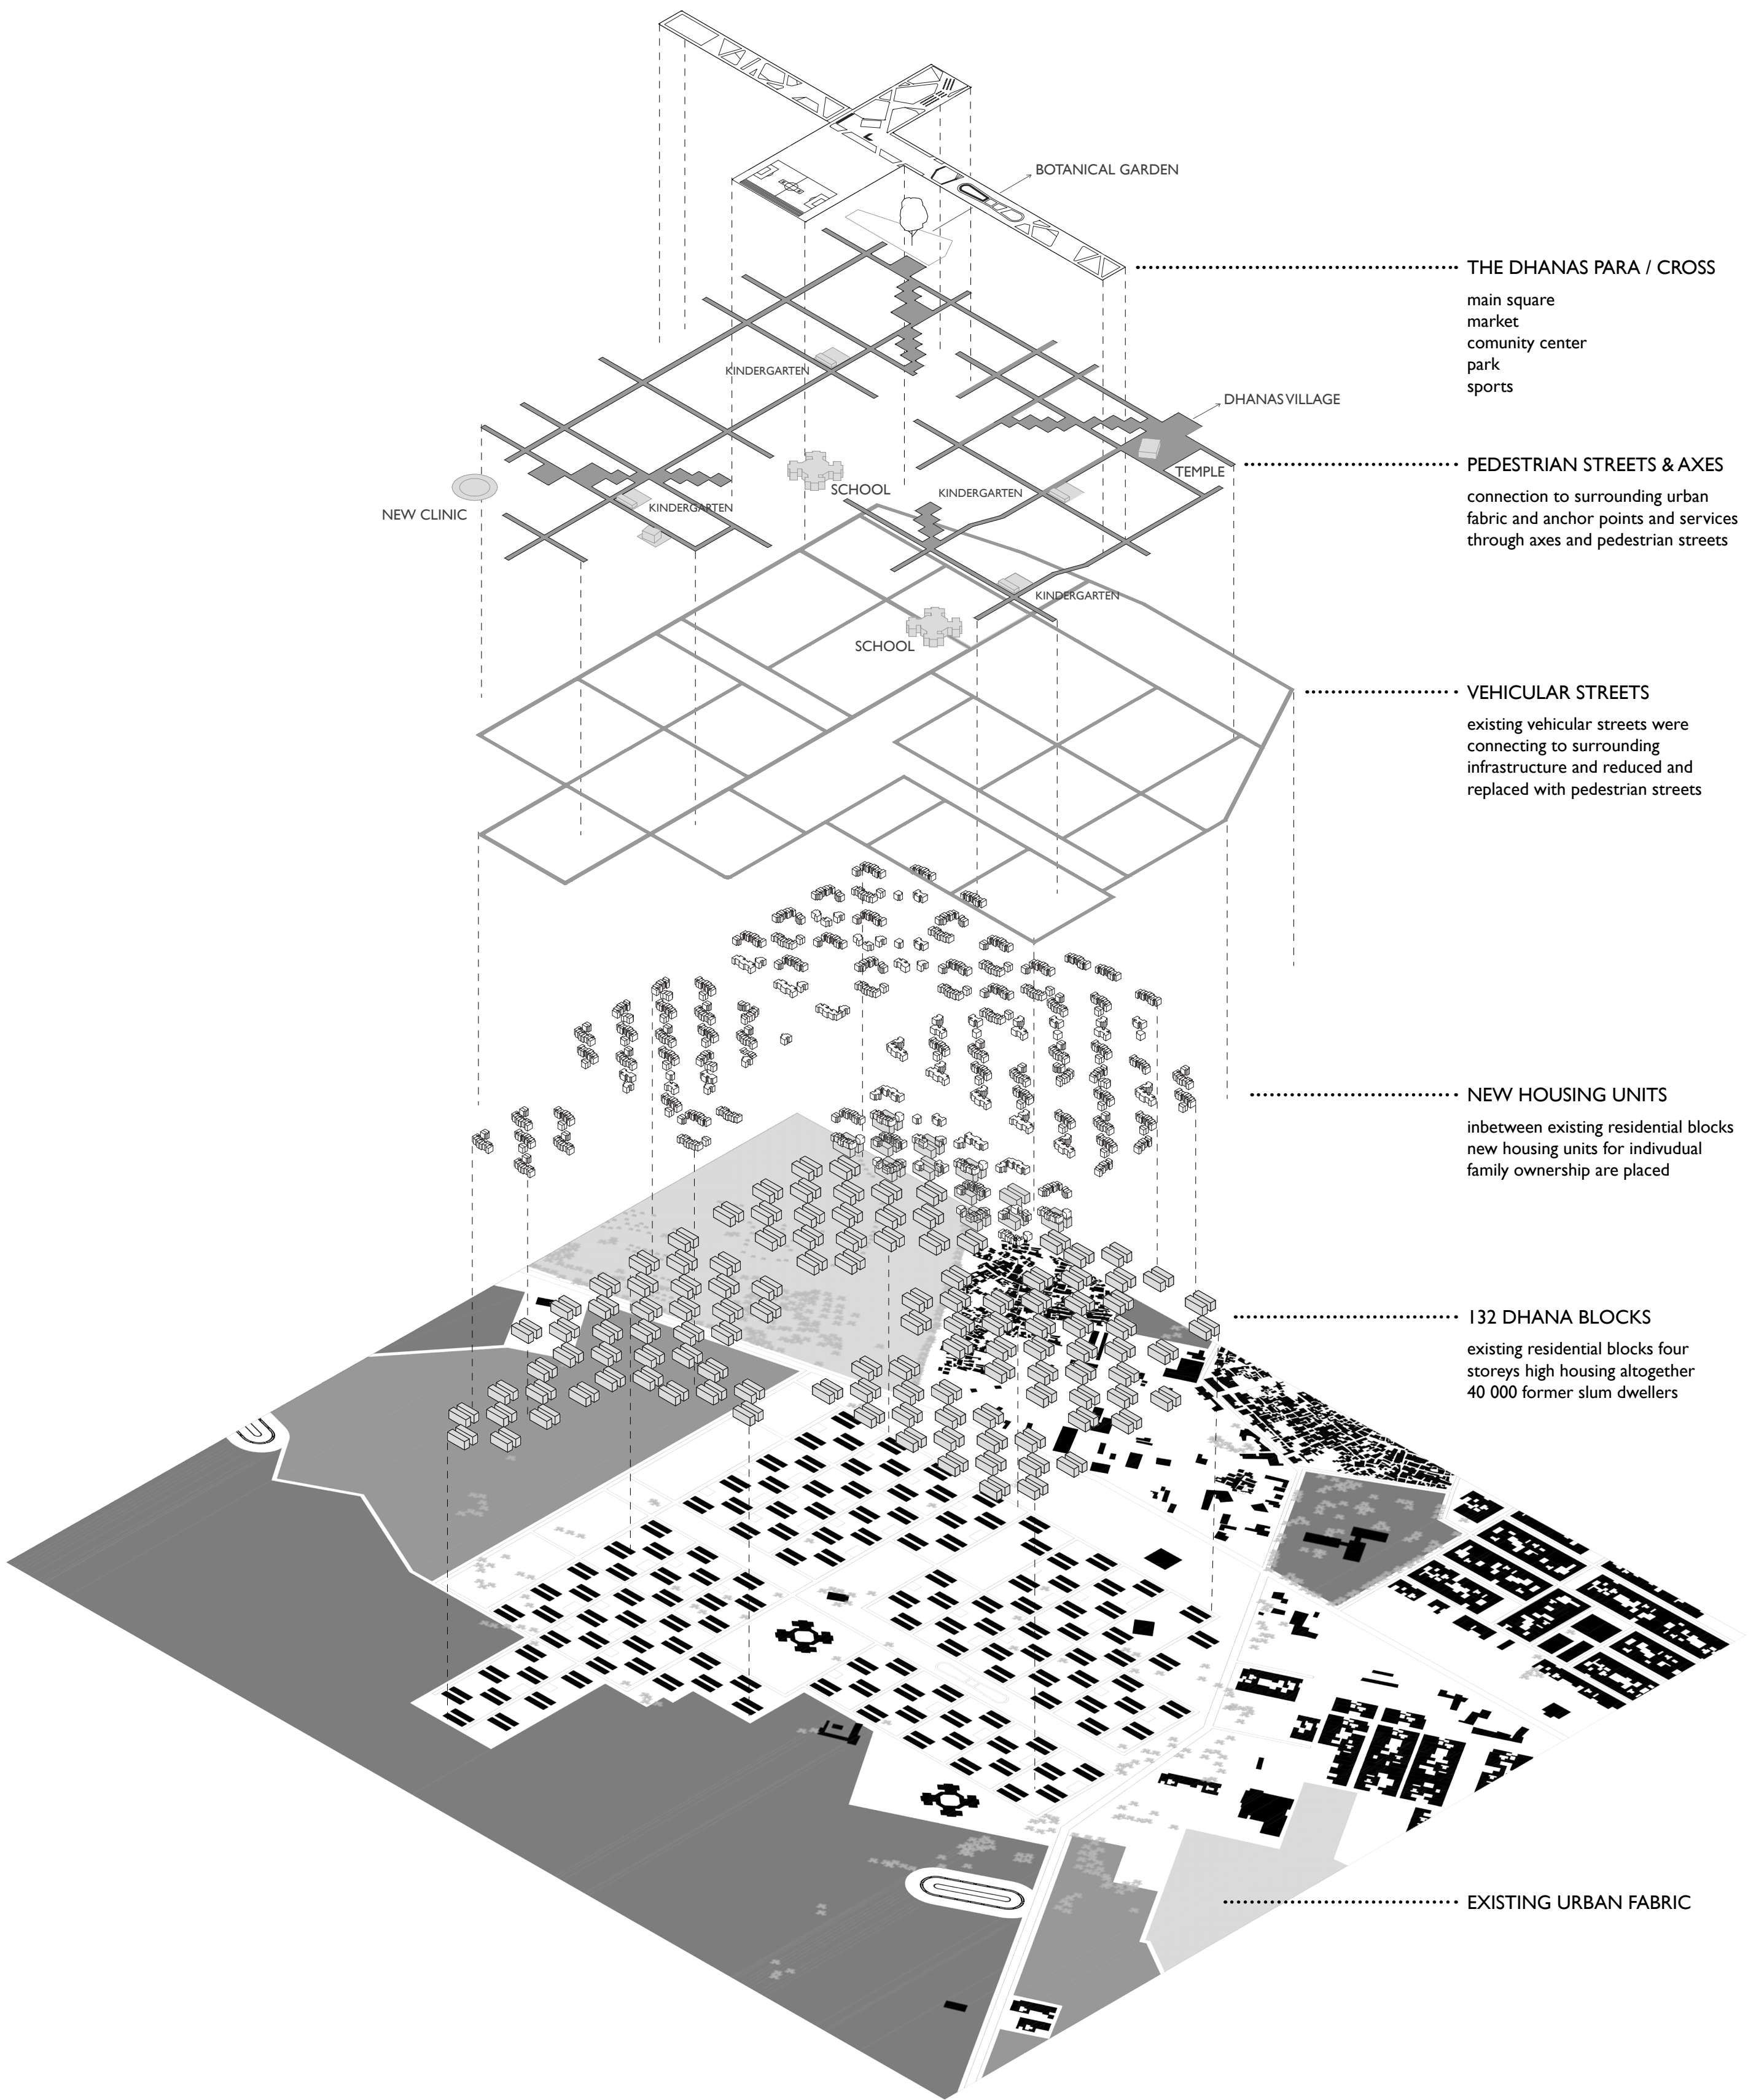 BOTANICAL GARDEN
THE DHANAS PARA / CROSS
main square
market
comunity center
park
sports
KINDERGARTEN
DHANAS VILLAGE
TEMPLE
PEDESTRIAN STREETS & AXES
connection to surrounding urban
fabric and anchor points and services
through axes and pedestrian streets
SCHOOL
KINDERGARTEN
KINDERGARTEN
NEW CLINIC
KINDERGARTEN
SCHOOL
VEHICULAR STREETS
existing vehicular streets were
connecting to surrounding
infrastructure and reduced and
replaced with pedestrian streets
NEW HOUSING UNITS
inbetween existing residential blocks
new housing units for indivudual
family ownership are placed
132 DHANA BLOCKS
existing residential blocks four
storeys high housing altogether
40 000 former slum dwellers
EXISTING URBAN FABRIC